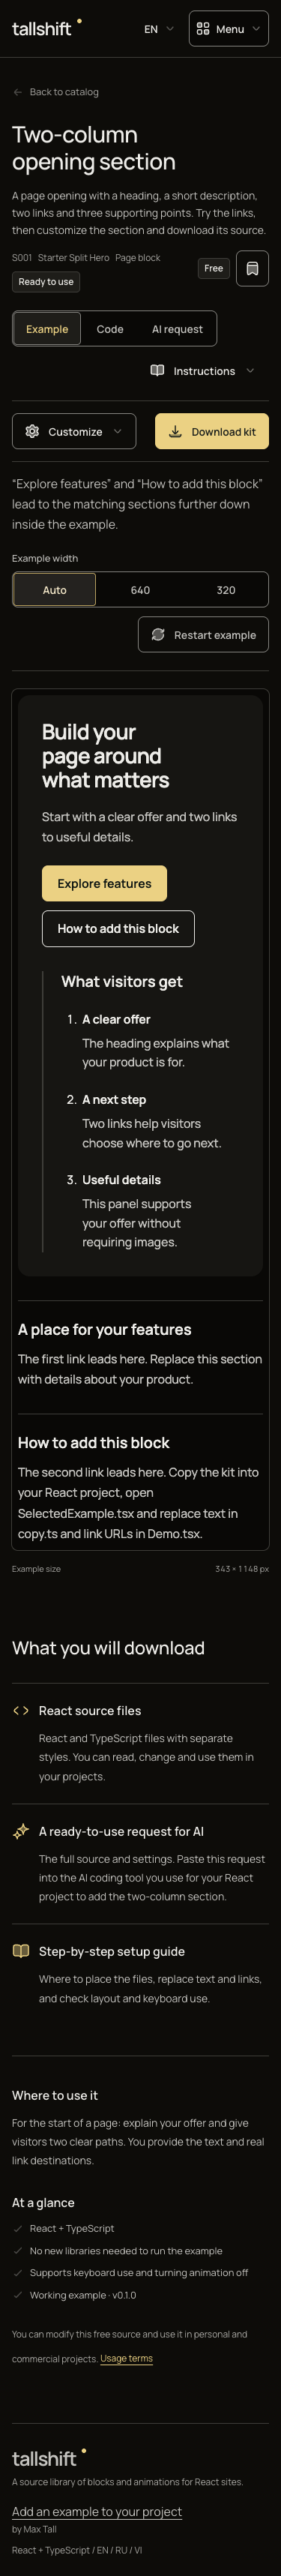 tallshift
EN
Menu
Back to catalog
Two-column
opening section
A page opening with a heading, a short description,
two links and three supporting points. Try the links,
then customize the section and download its source.
S001 Starter Split Hero Page block
Free
Ready to use
Example
Code
AI request
Instructions
Customize
Download kit
“Explore features” and “How to add this block”
lead to the matching sections further down
inside the example.
Example width
Auto
640
320
Restart example
Build your
page around
what matters
Start with a clear offer and two links
to useful details.
Explore features
How to add this block
What visitors get
1. A clear offer
The heading explains what
your product is for.
2. A next step
Two links help visitors
choose where to go next.
3. Useful details
This panel supports
your offer without
requiring images.
A place for your features
The first link leads here. Replace this section
with details about your product.
How to add this block
The second link leads here. Copy the kit into
your React project, open
SelectedExample.tsx and replace text in
copy.ts and link URLs in Demo.tsx.
Example size
343 × 1148 px
What you will download
React source files
React and TypeScript files with separate
styles. You can read, change and use them in
your projects.
A ready-to-use request for AI
The full source and settings. Paste this request
into the AI coding tool you use for your React
project to add the two-column section.
Step-by-step setup guide
Where to place the files, replace text and links,
and check layout and keyboard use.
Where to use it
For the start of a page: explain your offer and give
visitors two clear paths. You provide the text and real
link destinations.
At a glance
React + TypeScript
No new libraries needed to run the example
Supports keyboard use and turning animation off
Working example · v0.1.0
You can modify this free source and use it in personal and
commercial projects. Usage terms
tallshift
A source library of blocks and animations for React sites.
Add an example to your project
by Max Tall
React + TypeScript / EN / RU / VI